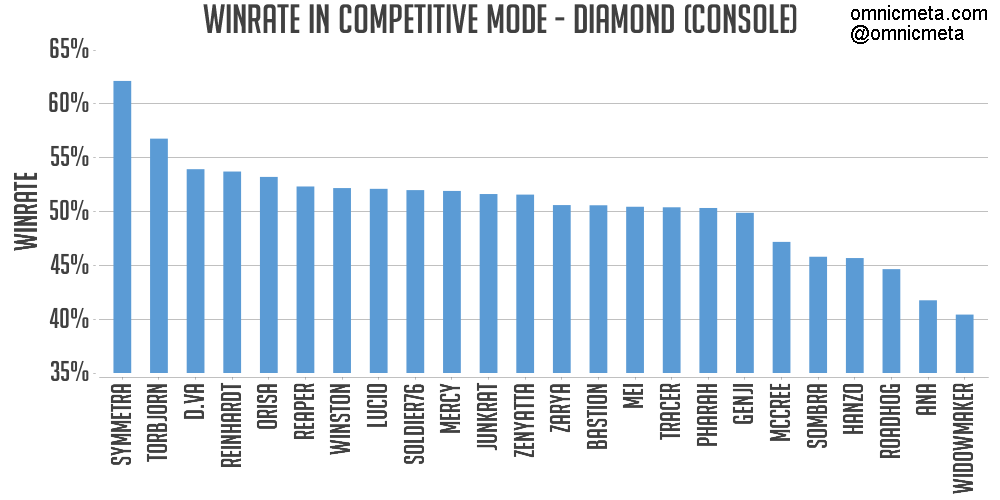 WINRATE IN COMPETITIVE MODE - DIAMOND (CONSOLE)
omnicmeta.com
@omnicmeta
65%
60%
55%
50%
45%
40%
35%
WINRATE
SYMMETRA
TORBJORN
D.VA
REINHARDT
ORISA
REAPER
WINSTON
LUCIO
SOLDIER76
MERCY
JUNKRAT
ZENYATTA
ZARYA
BASTION
MEI
TRACER
PHARAH
GENJI
MCCREE
SOMBRA
HANZO
ROADHOG
ANA
WIDOWMAKER